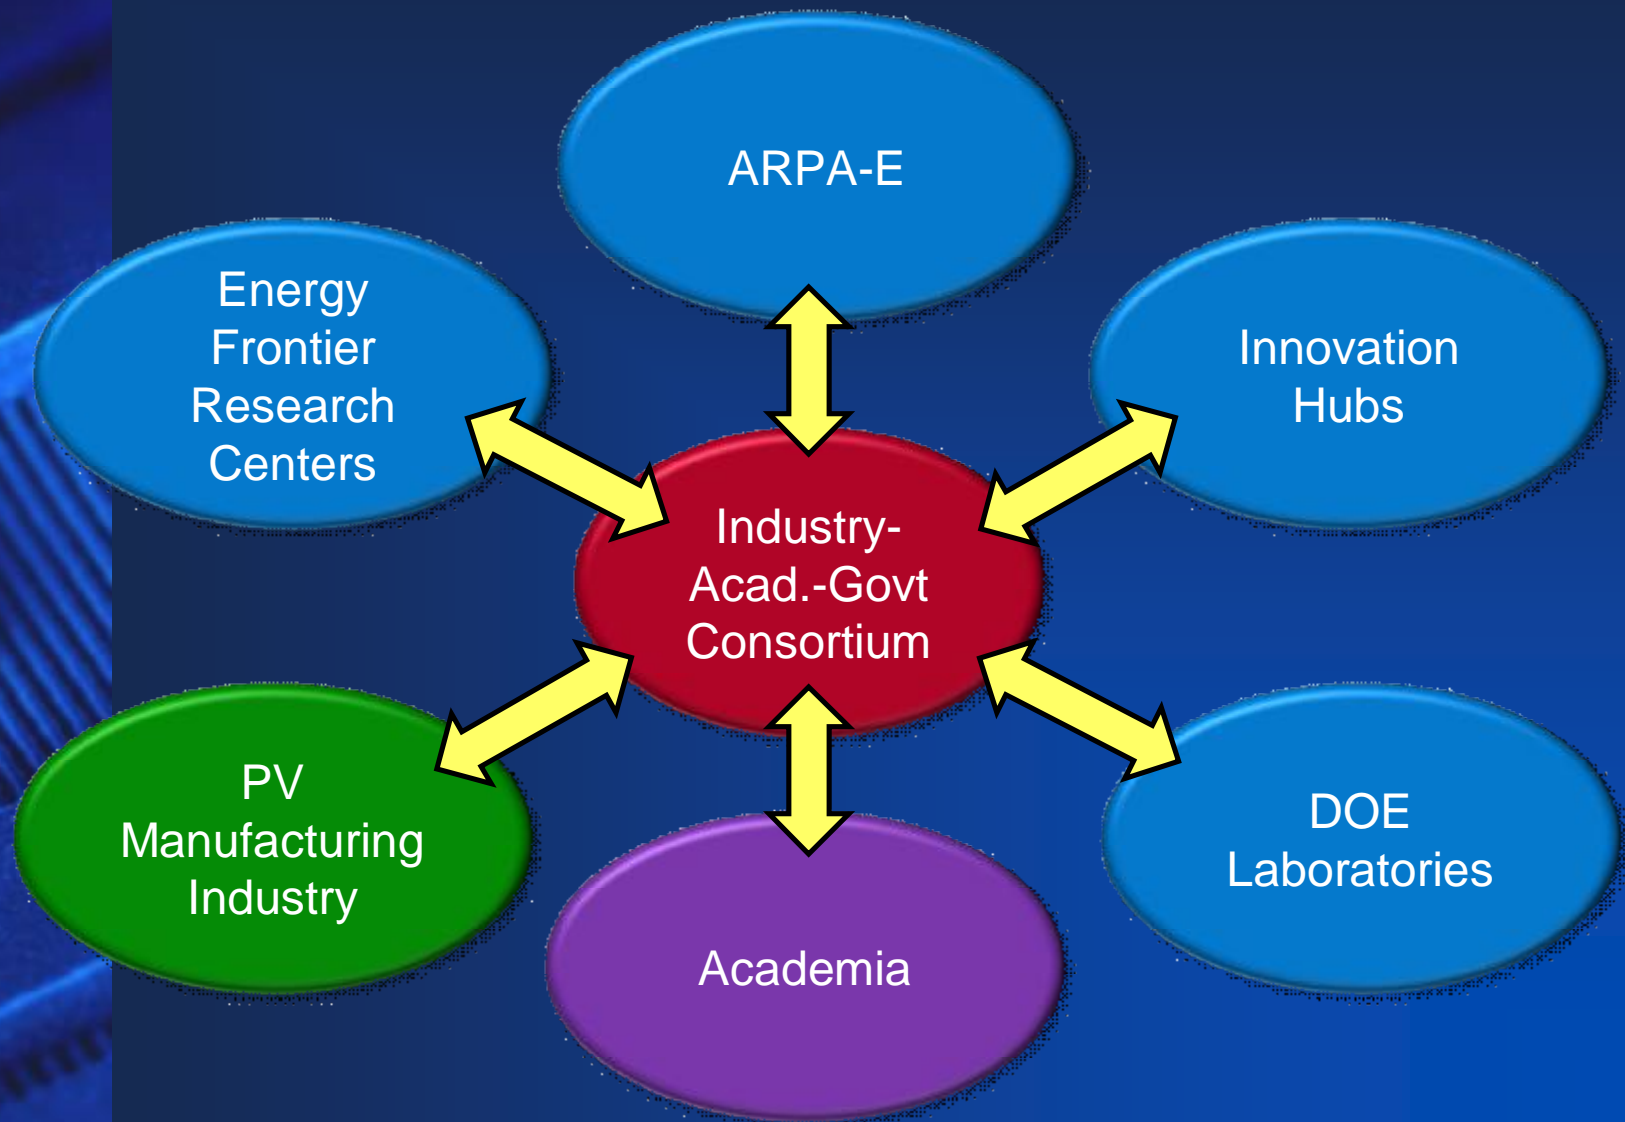 ARPA-E
Energy
Frontier
Research
Centers
Innovation
Hubs
Industry-
Acad.-Govt
Consortium
PV
Manufacturing
Industry
DOE
Laboratories
Academia